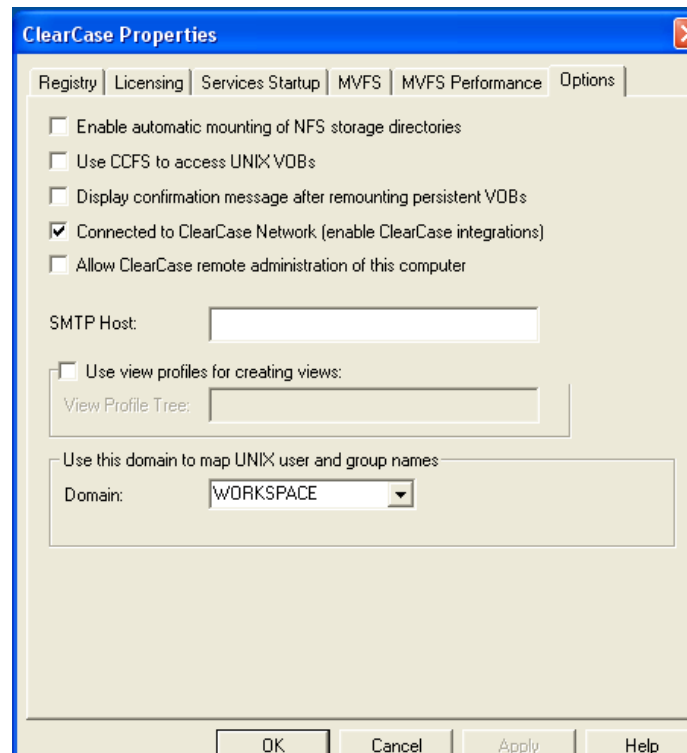 ClearCase Properties
Registry Licensing Services Startup MVFS MVFS Performance Options
Enable automatic mounting of NFS storage directories
Use CCFS to access UNIX VOBs
Display confirmation message after remounting persistent VOBs
Connected to ClearCase Network (enable ClearCase integrations)
Allow ClearCase remote administration of this computer
SMTP Host:
Use view profiles for creating views:
View Profile Tree:
Use this domain to map UNIX user and group names
Domain: WORKSPACE
OK Cancel Apply Help